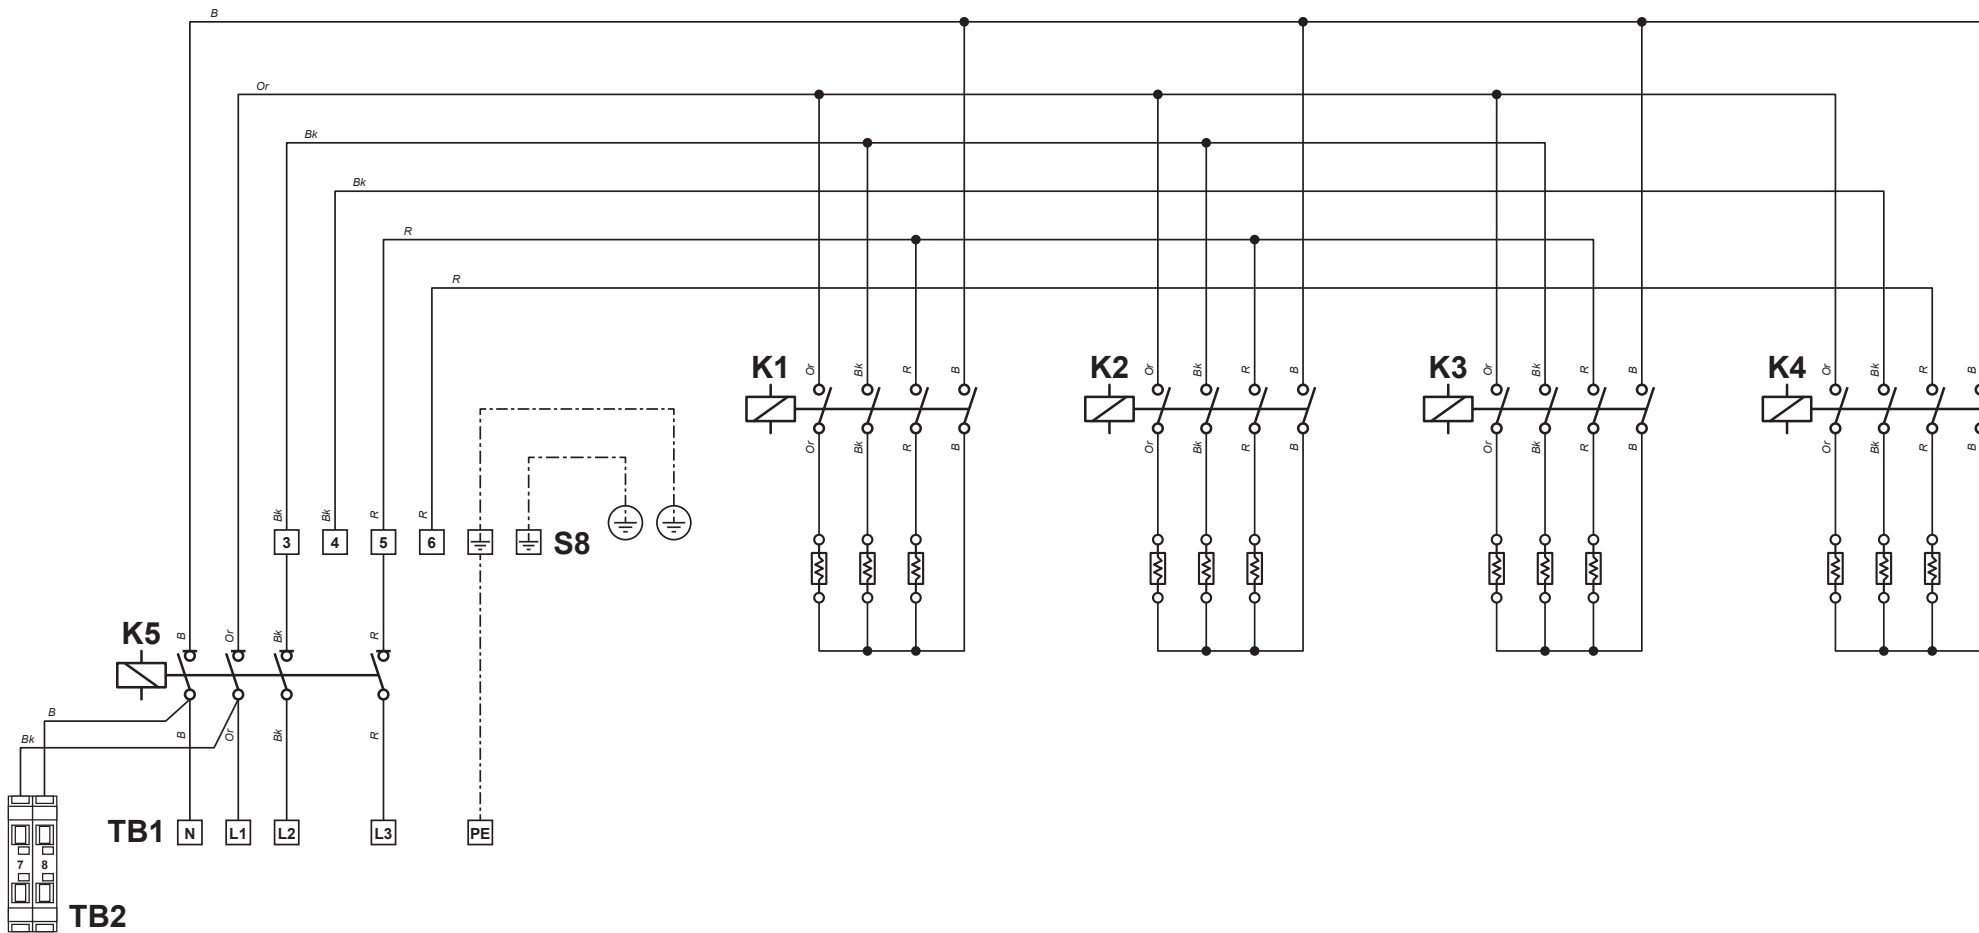 B
Or
Bk
Bk
R
R
K1 Or Bk R B K2 Or Bk R B K3 Or Bk R B K4 Or Bk R B
Or Bk R B Or Bk R B Or Bk R B Or Bk R B
Bk Bk R R
3 4 5 6 S8
K5 B Or Bk R
B
Bk B Or Bk R
TB1 N L1 L2 L3 PE
7 8
TB2